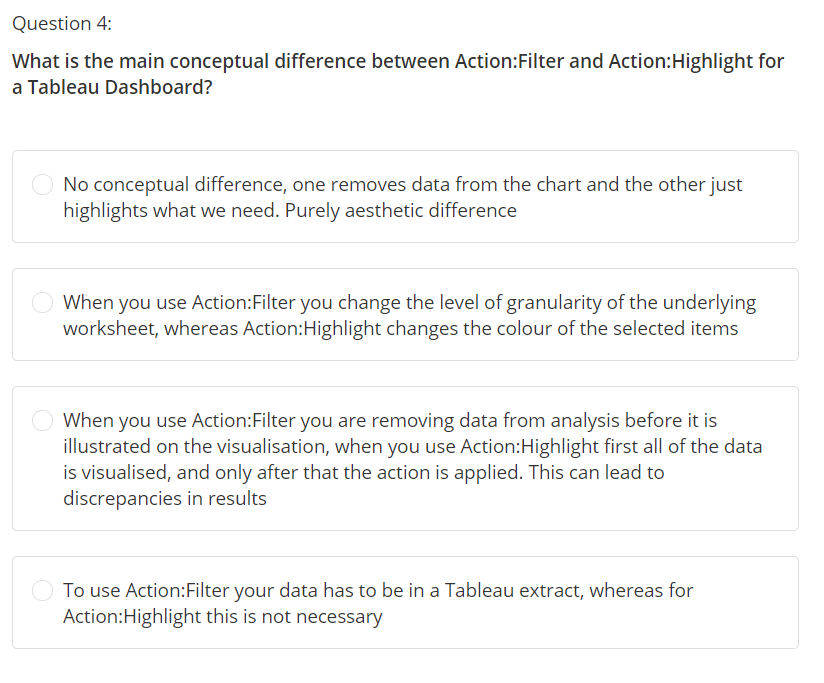 Question 4:
What is the main conceptual difference between Action:Filter and Action:Highlight for
a Tableau Dashboard?
No conceptual difference, one removes data from the chart and the other just
highlights what we need. Purely aesthetic difference
When you use Action:Filter you change the level of granularity of the underlying
worksheet, whereas Action:Highlight changes the colour of the selected items
When you use Action:Filter you are removing data from analysis before it is
illustrated on the visualisation, when you use Action:Highlight first all of the data
is visualised, and only after that the action is applied. This can lead to
discrepancies in results
To use Action:Filter your data has to be in a Tableau extract, whereas for
Action:Highlight this is not necessary